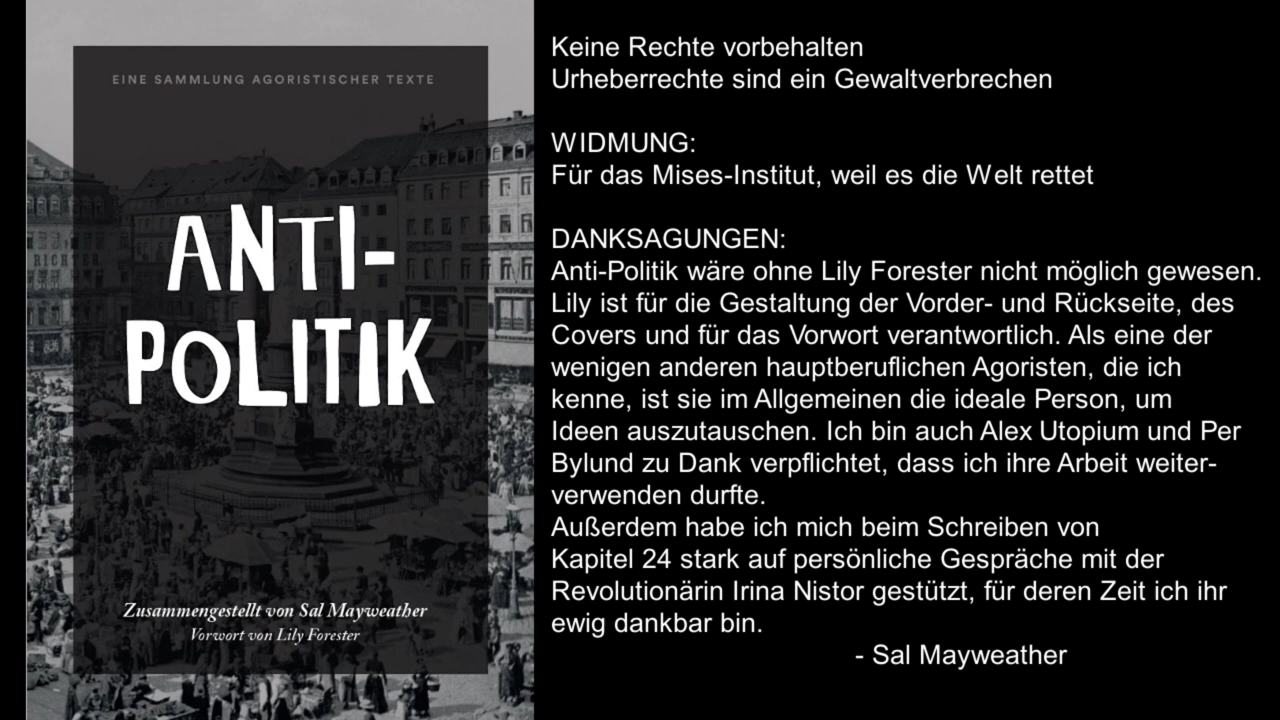 EINE SAMMLUNG AGORISTISCHER TEXTE
ANTI-
POLITIK
Zusammengestellt von Sal Mayweather
Vorwort von Lily Forester
Keine Rechte vorbehalten
Urheberrechte sind ein Gewaltverbrechen
WIDMUNG:
Für das Mises-Institut, weil es die Welt rettet
DANKSAGUNGEN:
Anti-Politik wäre ohne Lily Forester nicht möglich gewesen.
Lily ist für die Gestaltung der Vorder- und Rückseite, des
Covers und für das Vorwort verantwortlich. Als eine der
wenigen anderen hauptberuflichen Agoristen, die ich
kenne, ist sie im Allgemeinen die ideale Person, um
Ideen auszutauschen. Ich bin auch Alex Utopium und Per
Bylund zu Dank verpflichtet, dass ich ihre Arbeit weiter-
verwenden durfte.
Außerdem habe ich mich beim Schreiben von
Kapitel 24 stark auf persönliche Gespräche mit der
Revolutionärin Irina Nistor gestützt, für deren Zeit ich ihr
ewig dankbar bin.
- Sal Mayweather